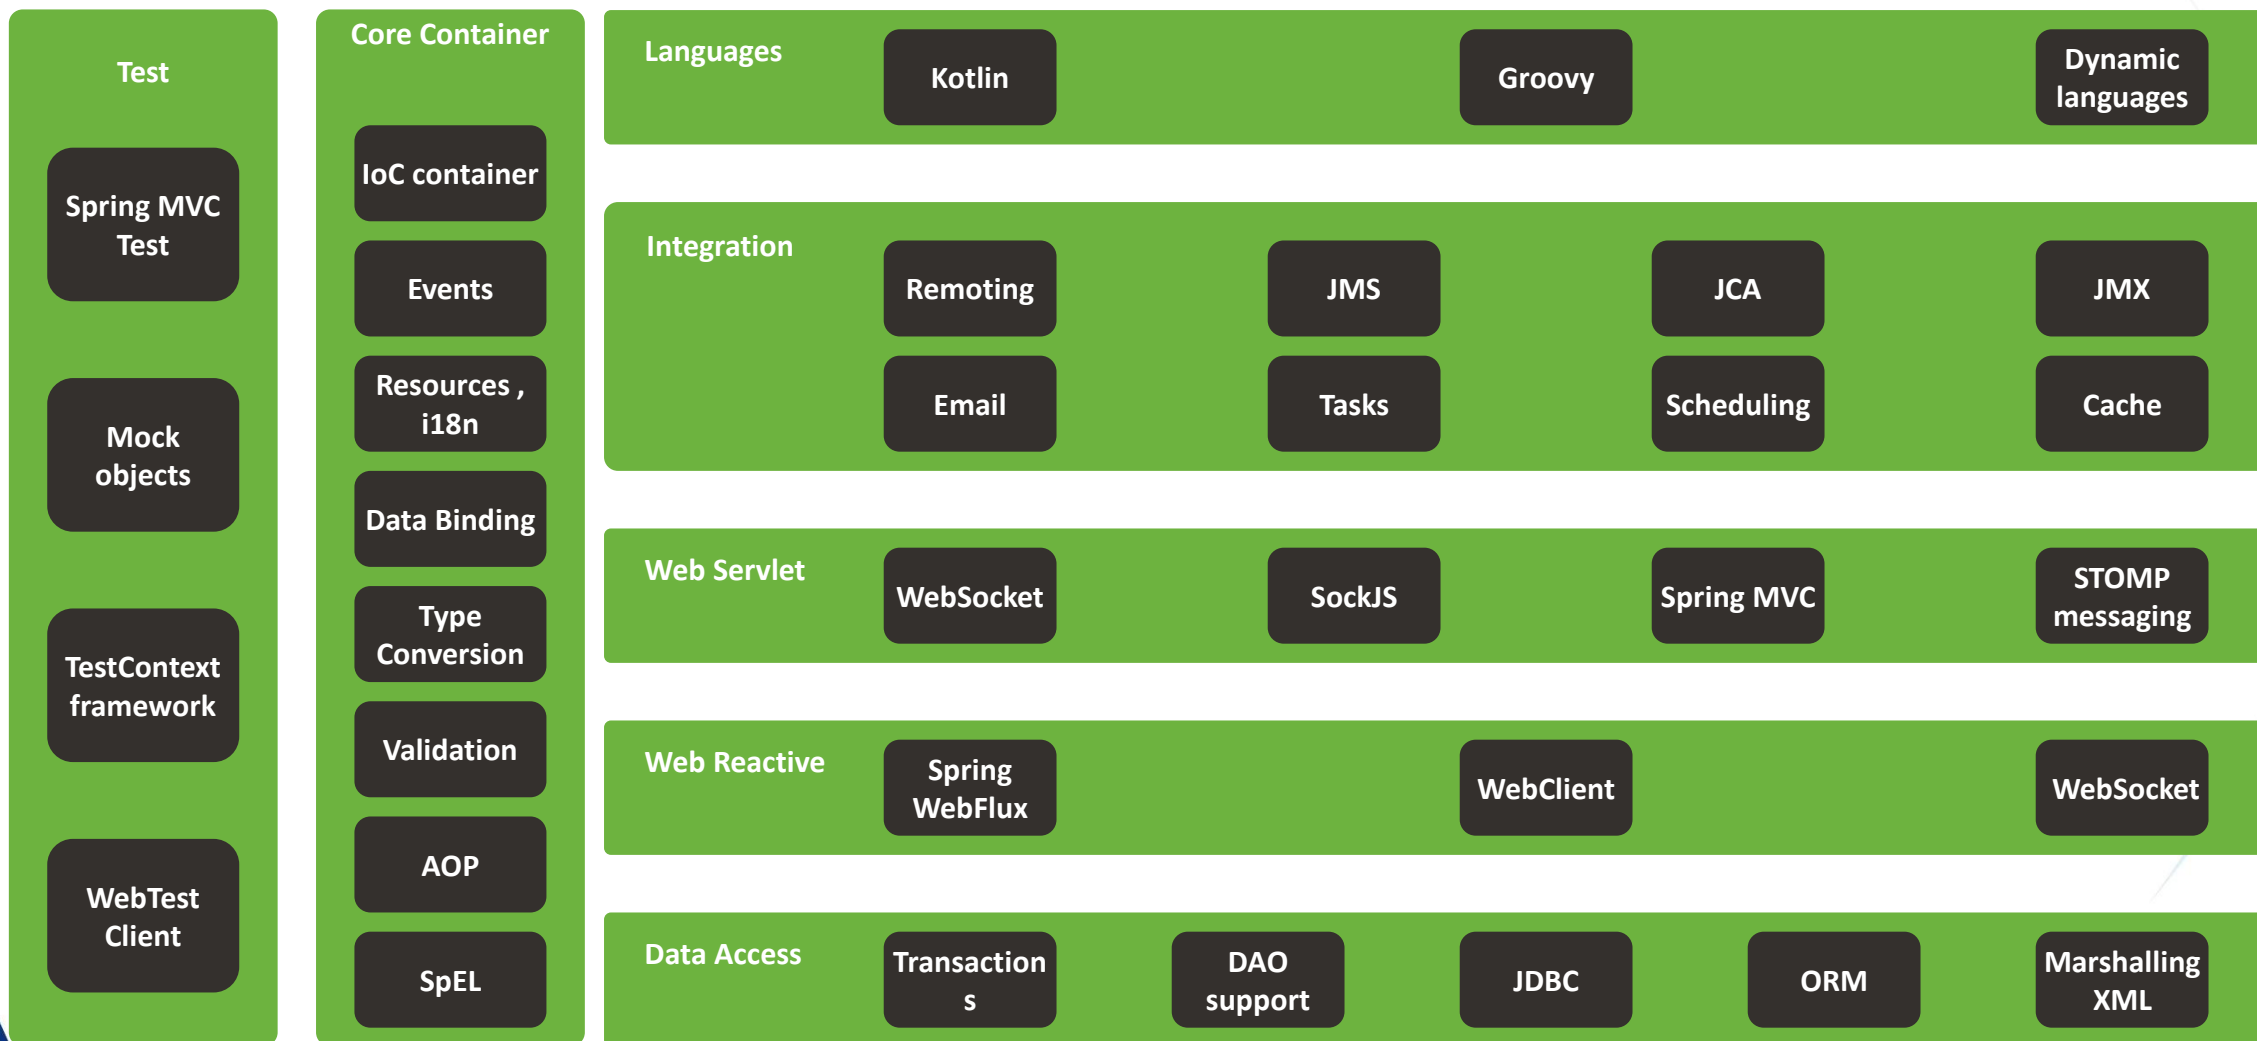 Test
Spring MVC
Test
Mock
objects
TestContext
framework
WebTest
Client
Core Container
IoC container
Events
Resources ,
i18n
Data Binding
Type
Conversion
Validation
AOP
SpEL
Languages
Kotlin
Groovy
Dynamic
languages
Integration
Remoting
JMS
JCA
JMX
Email
Tasks
Scheduling
Cache
Web Servlet
WebSocket
SockJS
Spring MVC
STOMP
messaging
Web Reactive
Spring
WebFlux
WebClient
WebSocket
Data Access
Transaction
s
DAO
support
JDBC
ORM
Marshalling
XML